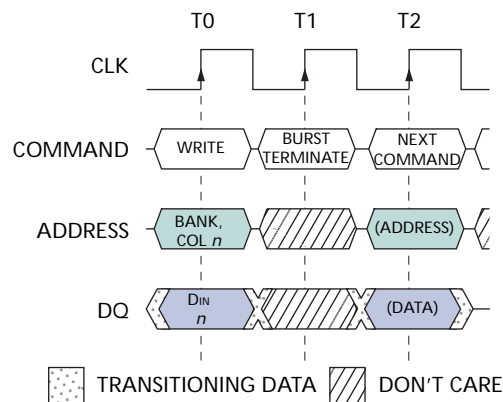 T0 T1 T2
CLK
COMMAND WRITE BURST TERMINATE NEXT COMMAND
ADDRESS BANK, COL n (ADDRESS)
DQ DIN n (DATA)
TRANSITIONING DATA DON'T CARE